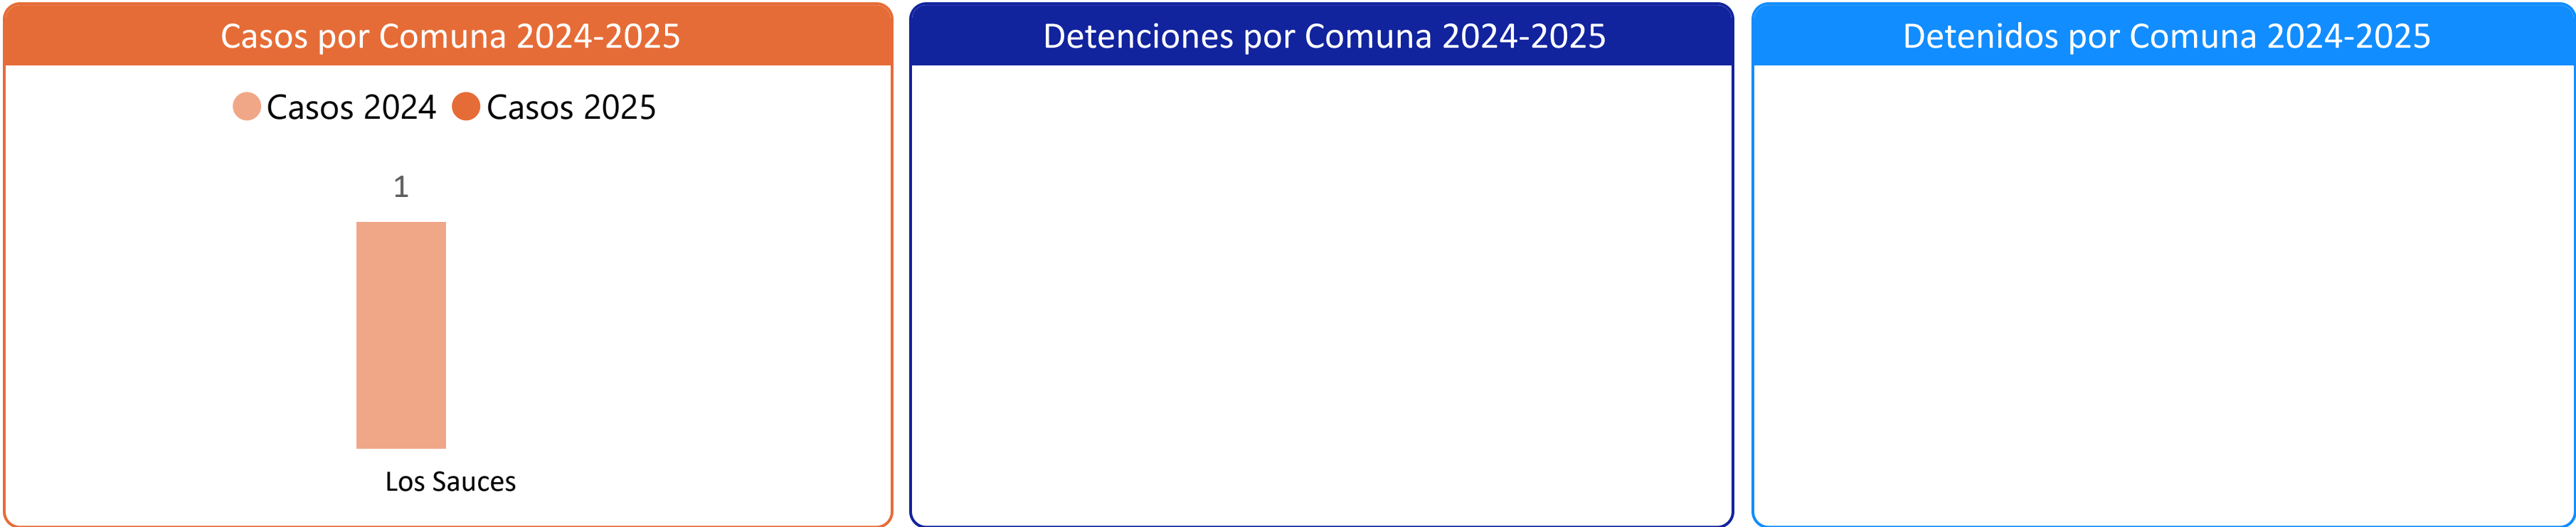 Casos por Comuna 2024-2025
Casos 2024 Casos 2025
1
Los Sauces
Detenciones por Comuna 2024-2025
Detenidos por Comuna 2024-2025